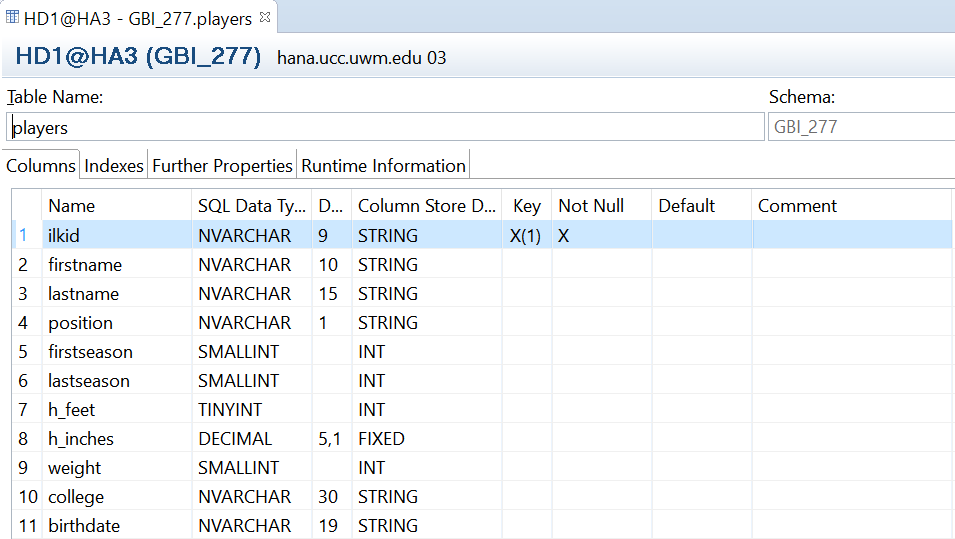 HD1@HA3 - GBI_277.players
HD1@HA3 (GBI_277) hana.ucc.uwm.edu 03
Table Name: Schema:
players GBI_277
Columns Indexes Further Properties Runtime Information
Name SQL Data Ty... D... Column Store D... Key Not Null Default Comment
1 ilkid NVARCHAR 9 STRING X(1) X
2 firstname NVARCHAR 10 STRING
3 lastname NVARCHAR 15 STRING
4 position NVARCHAR 1 STRING
5 firstseason SMALLINT INT
6 lastseason SMALLINT INT
7 h_feet TINYINT INT
8 h_inches DECIMAL 5,1 FIXED
9 weight SMALLINT INT
10 college NVARCHAR 30 STRING
11 birthdate NVARCHAR 19 STRING